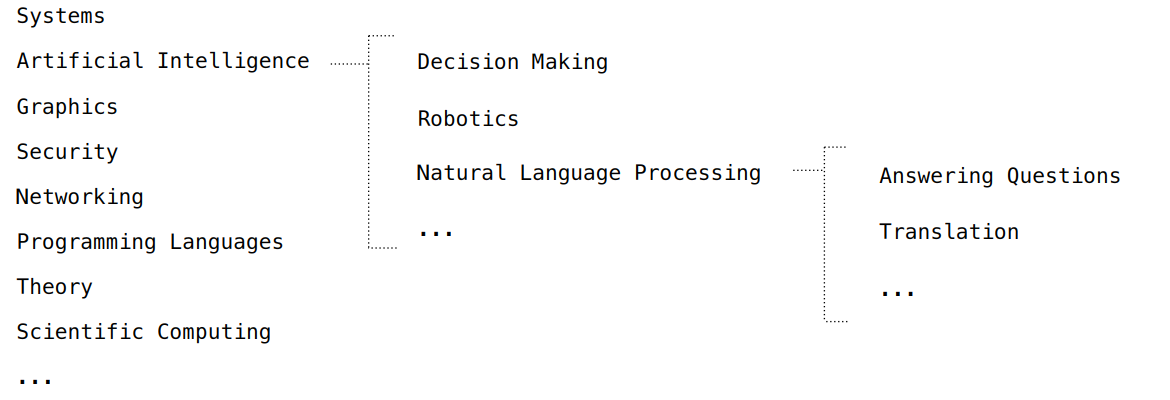 Systems
Artificial Intelligence
Graphics
Security
Networking
Programming Languages
Theory
Scientific Computing
...
Decision Making
Robotics
Natural Language Processing
...
Answering Questions
Translation
...